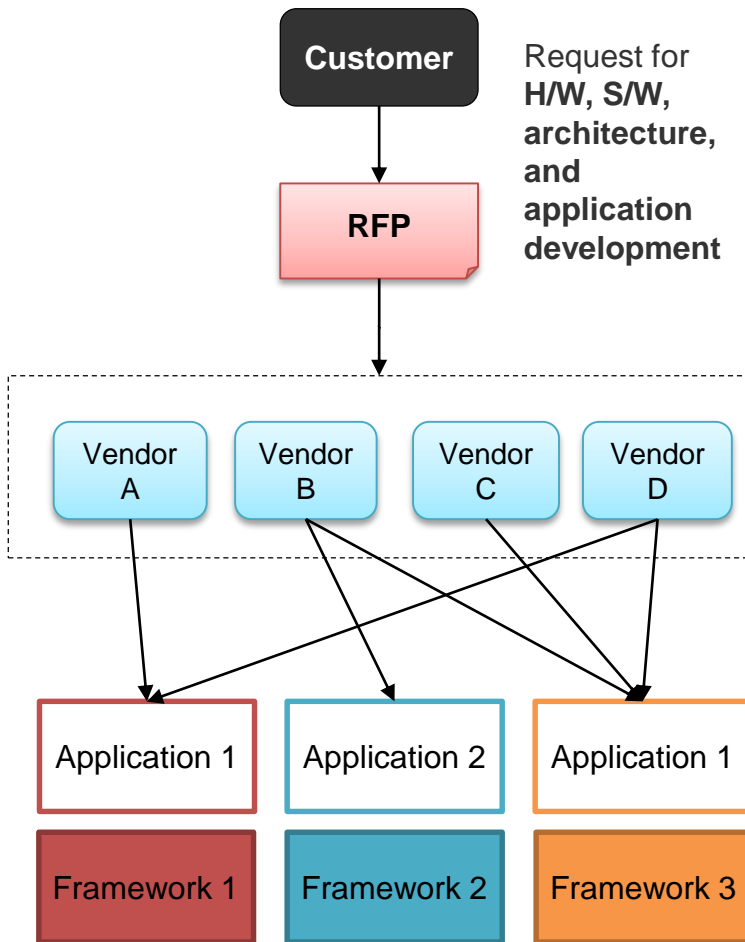 Customer
Request for
H/W, S/W,
architecture,
and
application
development
RFP
Vendor
A
Vendor
B
Vendor
C
Vendor
D
Application 1
Application 2
Application 1
Framework 1
Framework 2
Framework 3